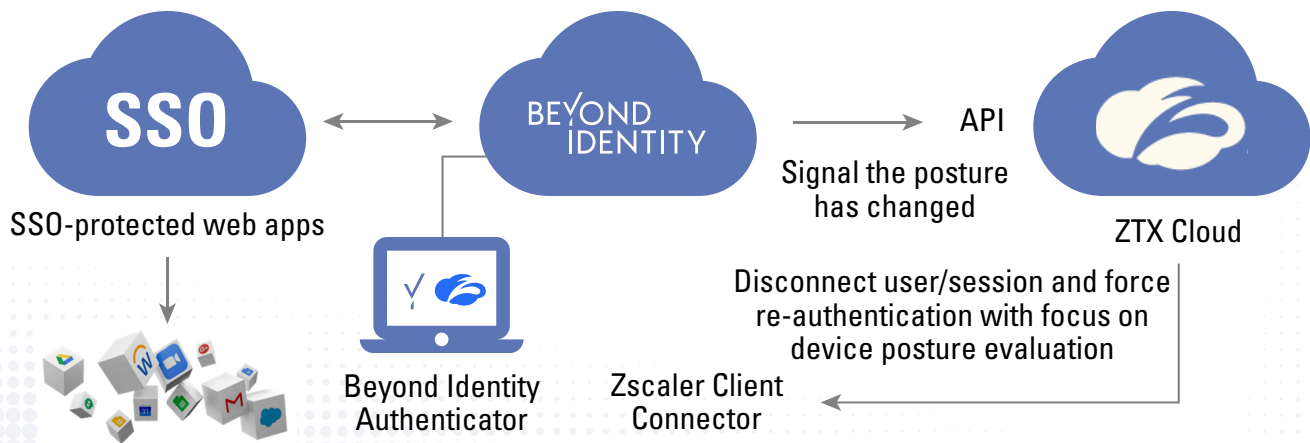 SSO
SSO-protected web apps
BEYOND
IDENTITY
Beyond Identity
Authenticator
API
Signal the posture
has changed
ZTX Cloud
Disconnect user/session and force
re-authentication with focus on
device posture evaluation
Zscaler Client
Connector
31